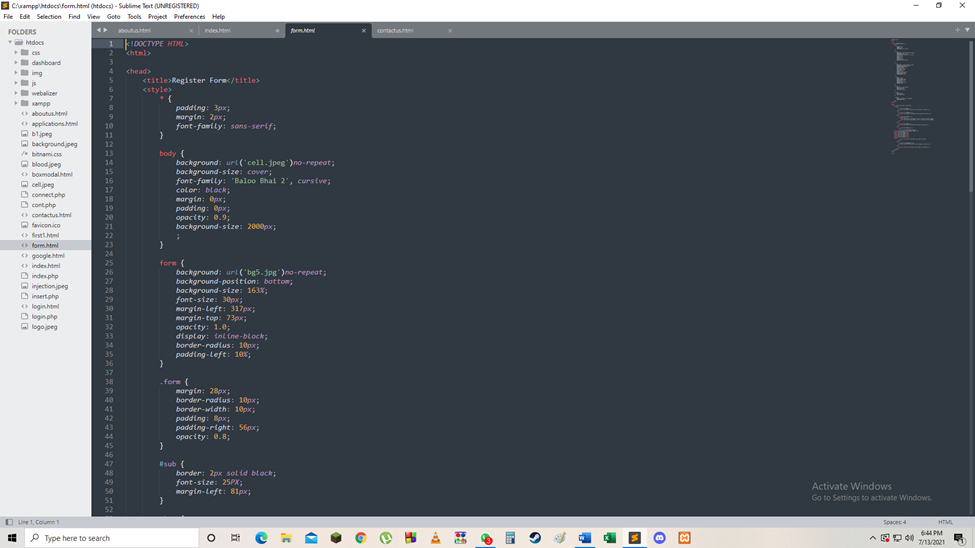 C:\xampp\htdocs\form.html (htdocs) - Sublime Text (UNREGISTERED)
File Edit Selection Find View Goto Tools Project Preferences Help
FOLDERS
htdocs
css
dashboard
img
js
webalizer
xampp
aboutus.html
applications.html
b1.jpeg
background.jpeg
bitnami.css
blood.jpeg
boxmodal.html
cell.jpeg
connect.php
cont.php
contactus.html
favicon.ico
first1.html
form.html
google.html
index.html
index.php
injection.jpeg
insert.php
login.html
login.php
logo.jpeg
aboutus.html index.html form.html contactus.html
1 <!DOCTYPE HTML>
2 <html>
3
4 <head>
5 <title>Register Form</title>
6 <style>
7 * {
8 padding: 3px;
9 margin: 2px;
10 font-family: sans-serif;
11 }
12
13 body {
14 background: url('cell.jpeg')no-repeat;
15 background-size: cover;
16 font-family: 'Baloo Bhai 2', cursive;
17 color: black;
18 margin: 0px;
19 padding: 0px;
20 opacity: 0.9;
21 background-size: 2000px;
22 ;
23 }
24
25 form {
26 background: url('bg5.jpg')no-repeat;
27 background-position: bottom;
28 background-size: 163%;
29 font-size: 30px;
30 margin-left: 317px;
31 margin-top: 73px;
32 opacity: 1.0;
33 display: inline-block;
34 border-radius: 10px;
35 padding-left: 10%;
36 }
37
38 .form {
39 margin: 28px;
40 border-radius: 10px;
41 border-width: 10px;
42 padding: 8px;
43 padding-right: 56px;
44 opacity: 0.8;
45 }
46
47 #sub {
48 border: 2px solid black;
49 font-size: 25PX;
50 margin-left: 81px;
51 }
52
Activate Windows
Go to Settings to activate Windows.
Line 1, Column 1
Spaces: 4
HTML
Type here to search
6:44 PM
7/13/2021